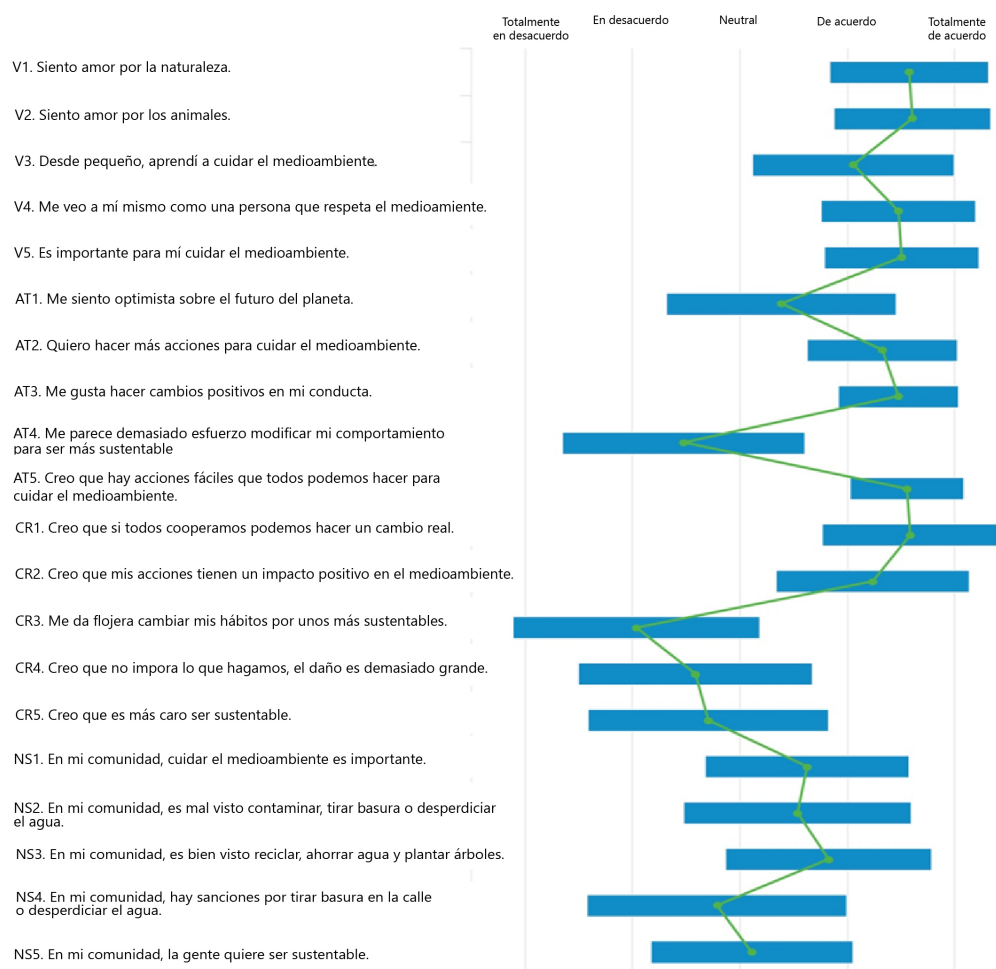 Totalmente
en desacuerdo
En desacuerdo
Neutral
De acuerdo
Totalmente
de acuerdo
V1. Siento amor por la naturaleza.
V2. Siento amor por los animales.
V3. Desde pequeño, aprendí a cuidar el medioambiente.
V4. Me veo a mí mismo como una persona que respeta el medioamiente.
V5. Es importante para mí cuidar el medioambiente.
AT1. Me siento optimista sobre el futuro del planeta.
AT2. Quiero hacer más acciones para cuidar el medioambiente.
AT3. Me gusta hacer cambios positivos en mi conducta.
AT4. Me parece demasiado esfuerzo modificar mi comportamiento
para ser más sustentable
AT5. Creo que hay acciones fáciles que todos podemos hacer para
cuidar el medioambiente.
CR1. Creo que si todos cooperamos podemos hacer un cambio real.
CR2. Creo que mis acciones tienen un impacto positivo en el medioambiente.
CR3. Me da flojera cambiar mis hábitos por unos más sustentables.
CR4. Creo que no impora lo que hagamos, el daño es demasiado grande.
CR5. Creo que es más caro ser sustentable.
NS1. En mi comunidad, cuidar el medioambiente es importante.
NS2. En mi comunidad, es mal visto contaminar, tirar basura o desperdiciar
el agua.
NS3. En mi comunidad, es bien visto reciclar, ahorrar agua y plantar árboles.
NS4. En mi comunidad, hay sanciones por tirar basura en la calle
o desperdiciar el agua.
NS5. En mi comunidad, la gente quiere ser sustentable.